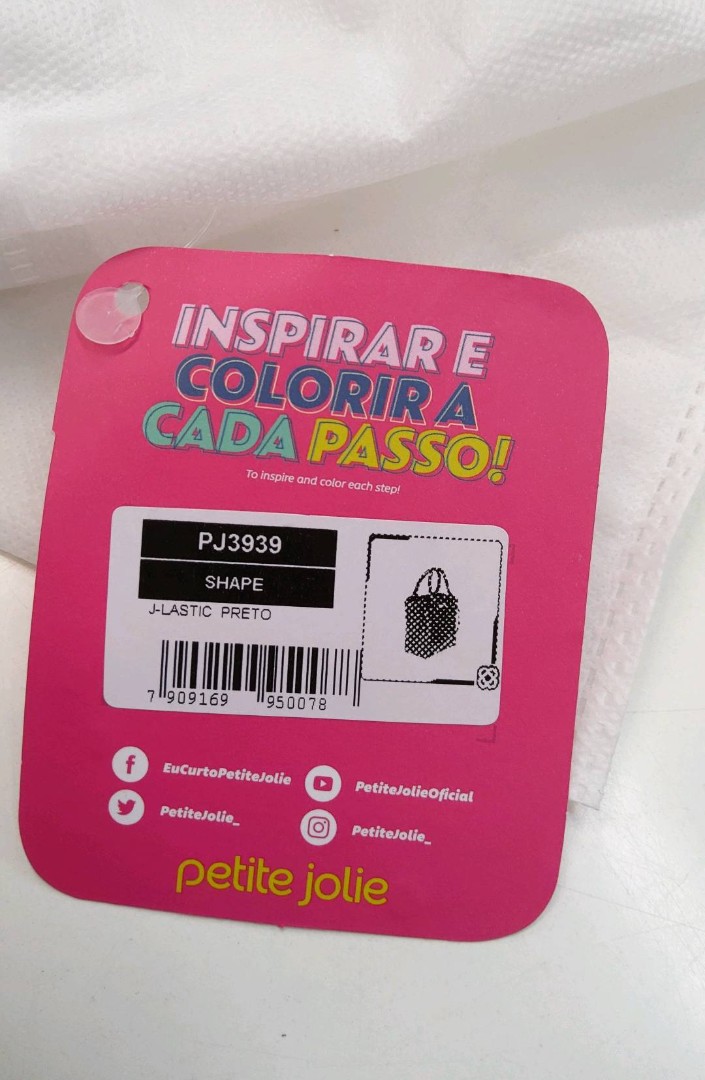 INSPIRAR E
COLORIR A
CADA PASSO!
To inspire and color each step!
PJ3939
SHAPE
J-LASTIC PRETO
7 909169 950078
EuCurtoPetiteJolie
PetiteJolieOficial
PetiteJolie_
PetiteJolie_
petite jolie